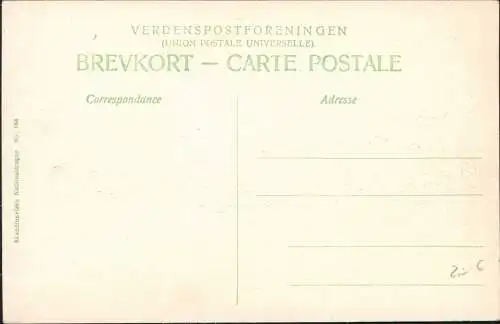 VERDENSPOSTFORENINGEN
(UNION POSTALE UNIVERSELLE).
BREVKORT — CARTE POSTALE
Correspondance
Adresse